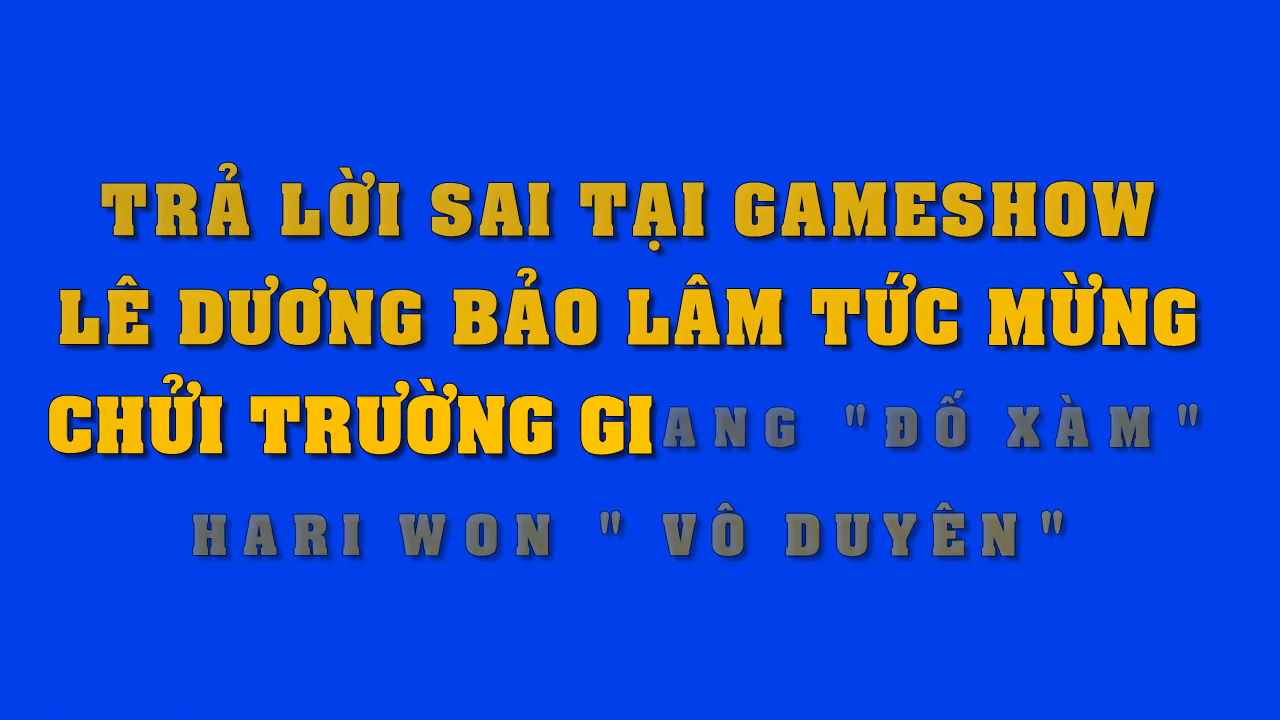 TRẢ LỜI SAI TẠI GAMESHOW
LÊ DƯƠNG BẢO LÂM TỨC MỪNG
CHỬI TRƯỜNG GIANG "ĐỐ XÀM"
HARI WON " VÔ DUYÊN"